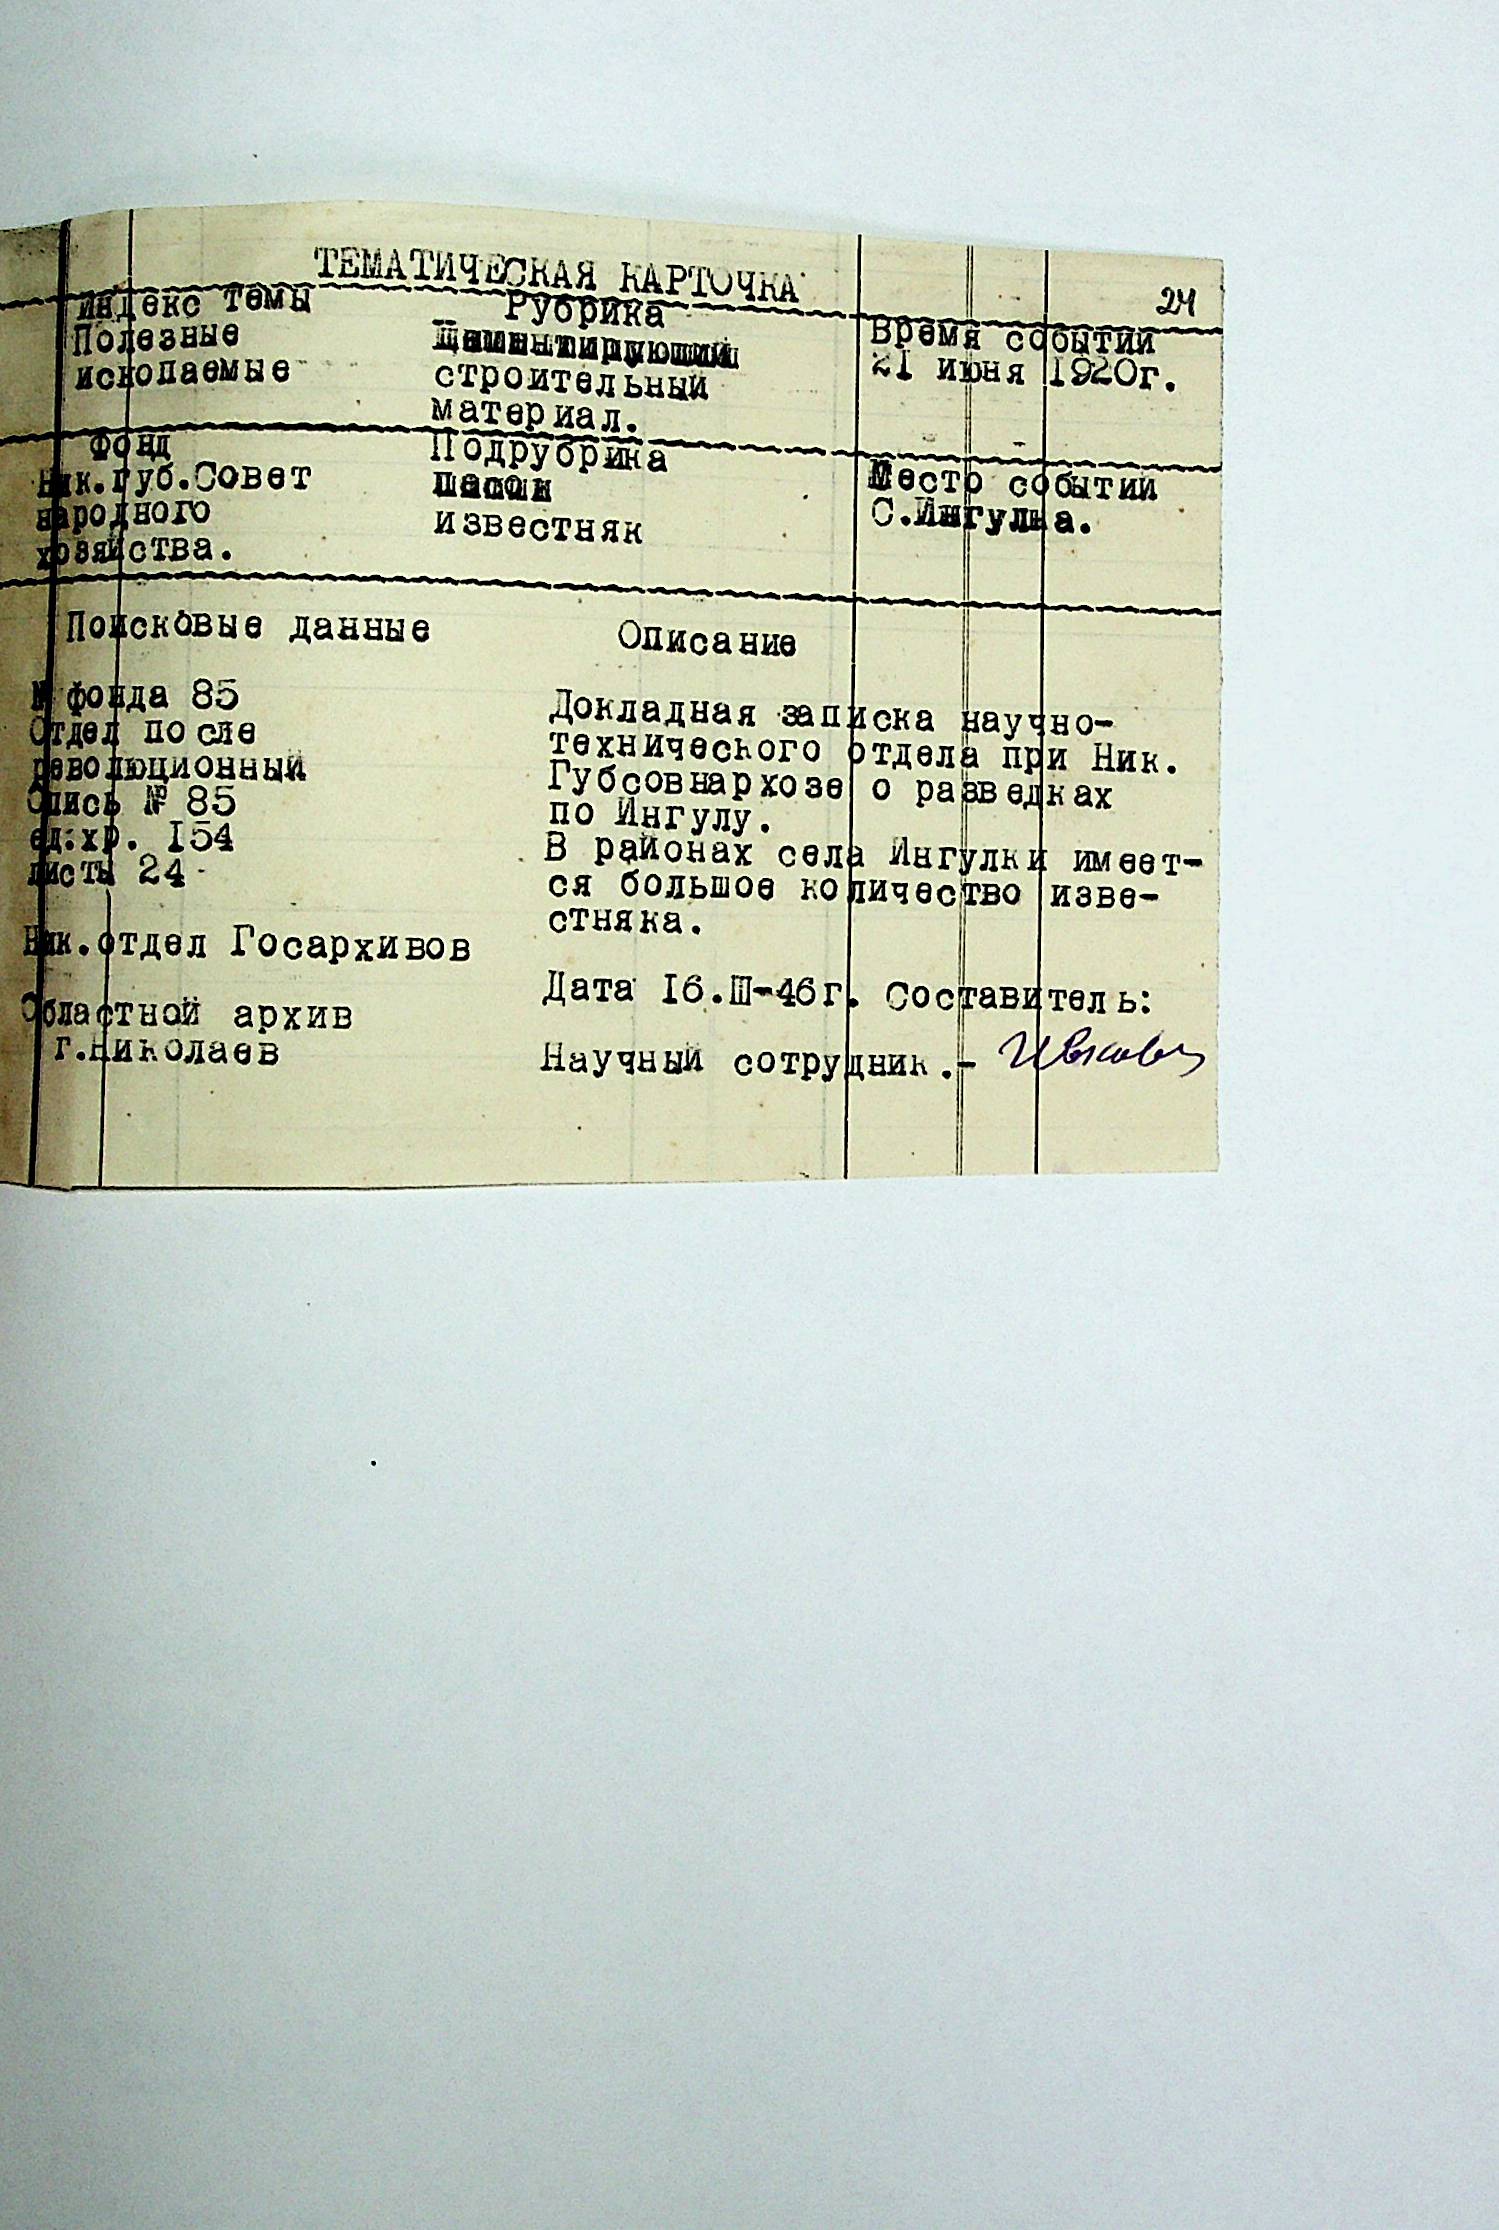 24
ТЕМАТИЧЕСКАЯ КАРТОЧКА
Индекс темы
Полезные
ископаемые
Рубрика
строительный
материал.
Время событий
21 июня 1920г.
Фонд
Ник.губ.Совет
народного
хозяйства.
Подрубрика
известняк
Место событий
С.Ингулка.
Поисковые данные
№ фонда 85
Отдел после
революционный
Опись № 85
ед.хр. 154
листы 24
Ник.отдел Госархивов
Областной архив
г.Николаев
Описание
Докладная записка научно-
технического отдела при Ник.
Губсовнархозе о разведках
по Ингулу.
В районах села Ингулки имеет-
ся большое количество изве-
стняка.
Дата 16.Ш-46г. Составитель:
Научный сотрудник.-